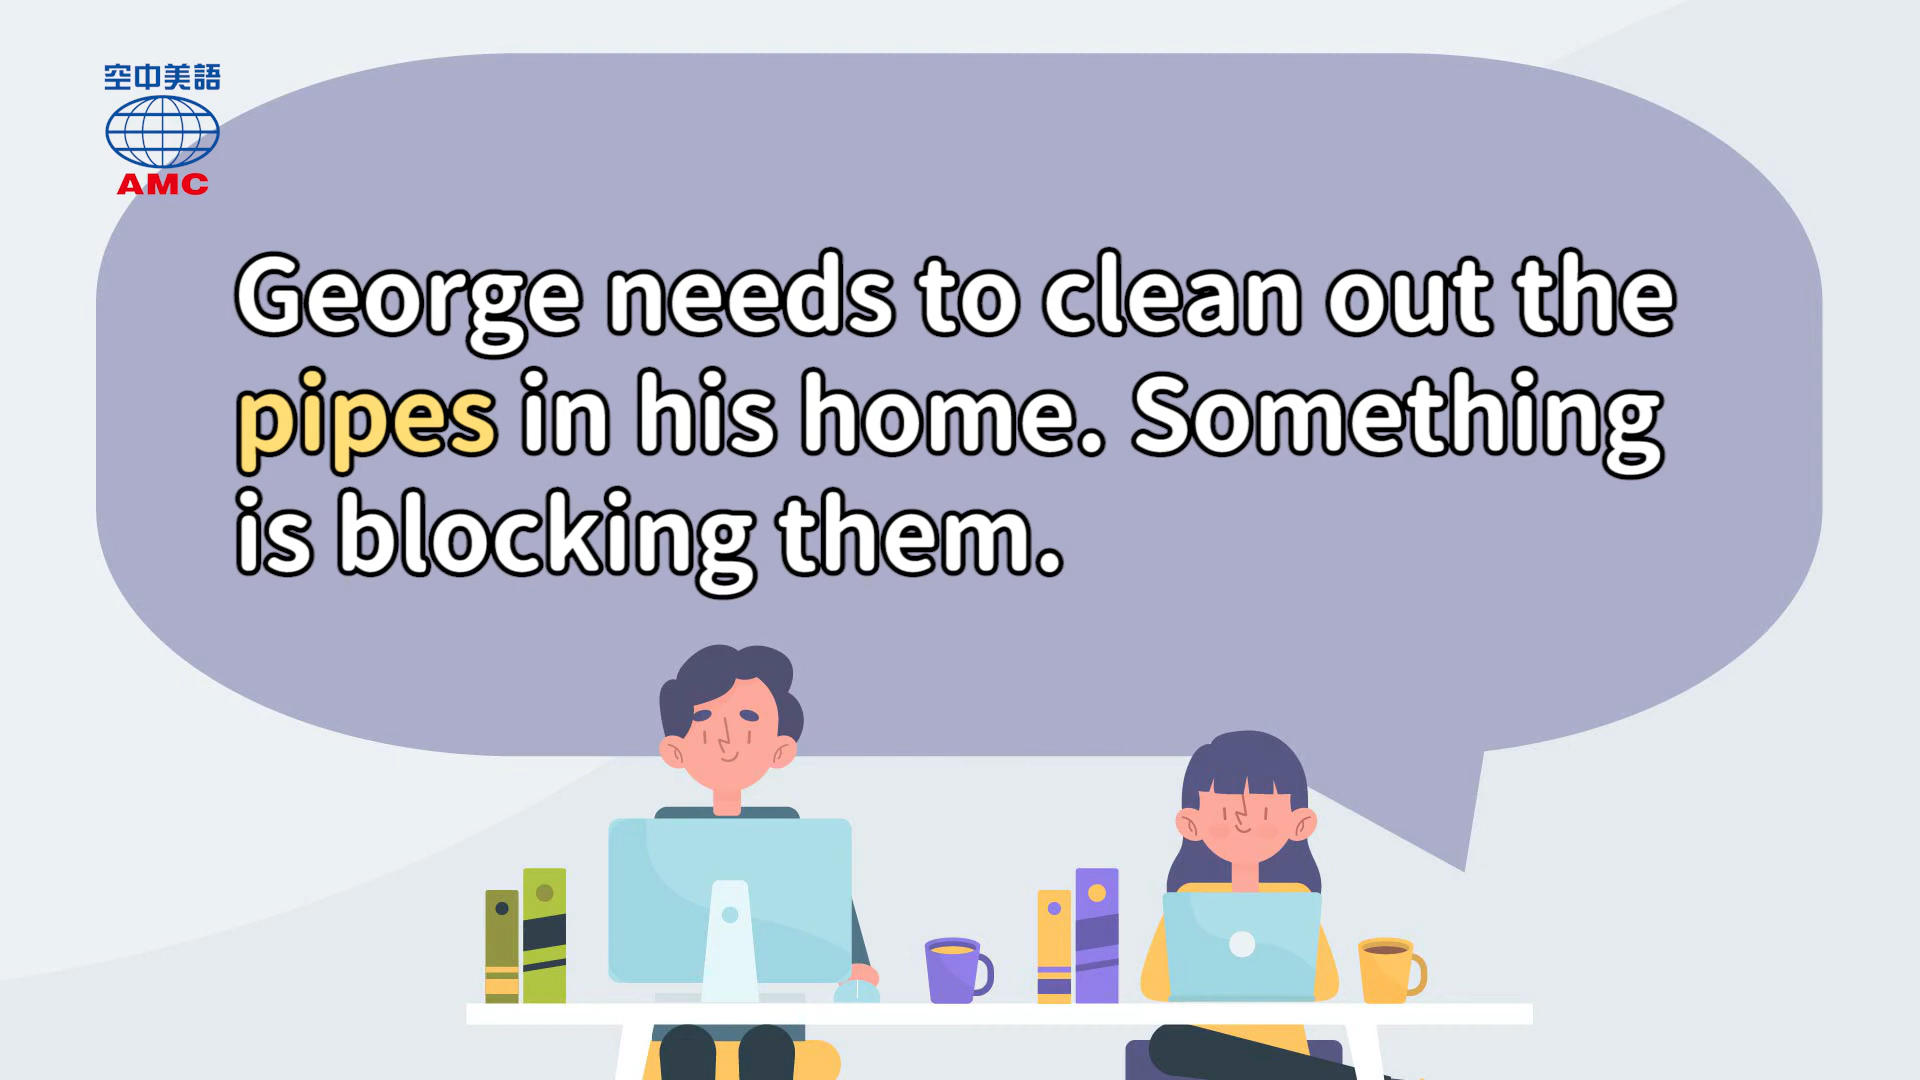 空中美語
AMC
George needs to clean out the
pipes in his home. Something
is blocking them.